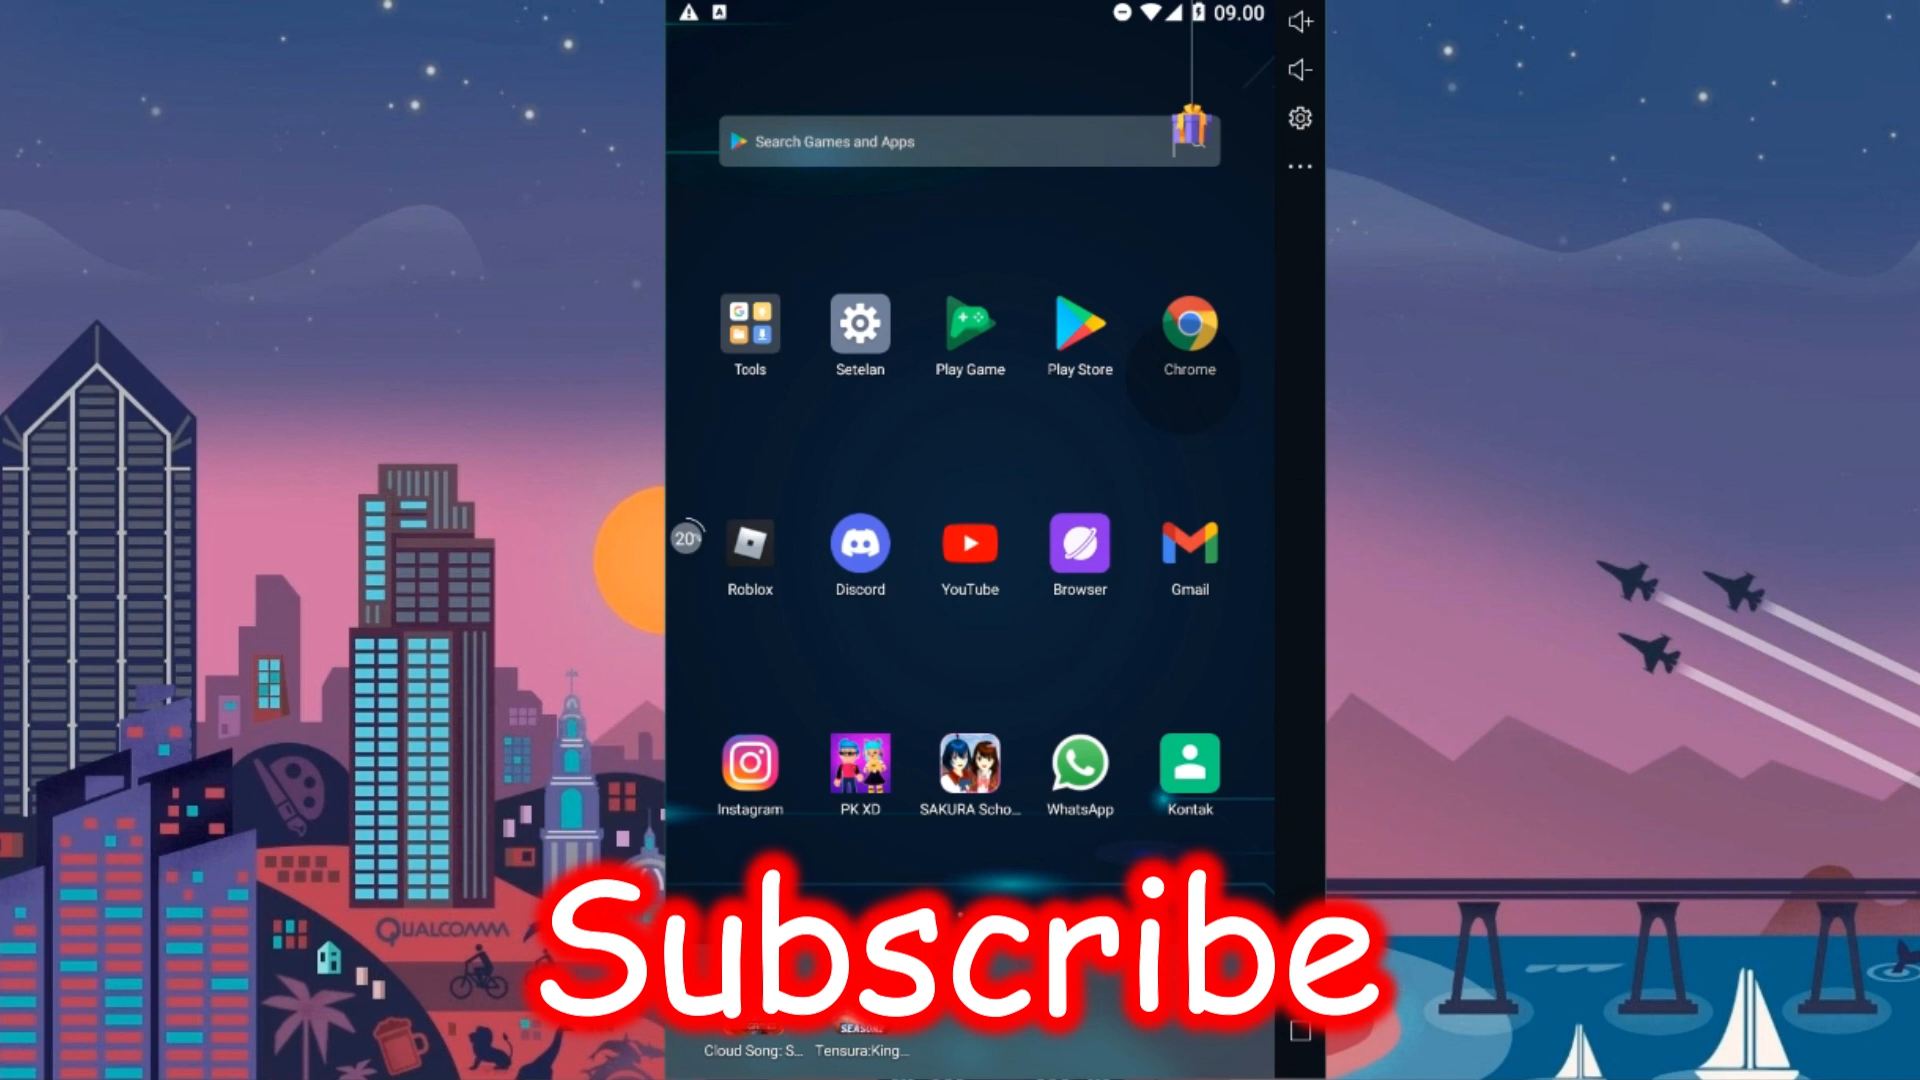 09.00
Search Games and Apps
Tools
Setelan
Play Game
Play Store
Chrome
20%
Roblox
Discord
YouTube
Browser
Gmail
Instagram
PK XD
SAKURA Scho...
WhatsApp
Kontak
QUALCOMM
Subscribe
SEASON2
Cloud Song: S...
Tensura:King...